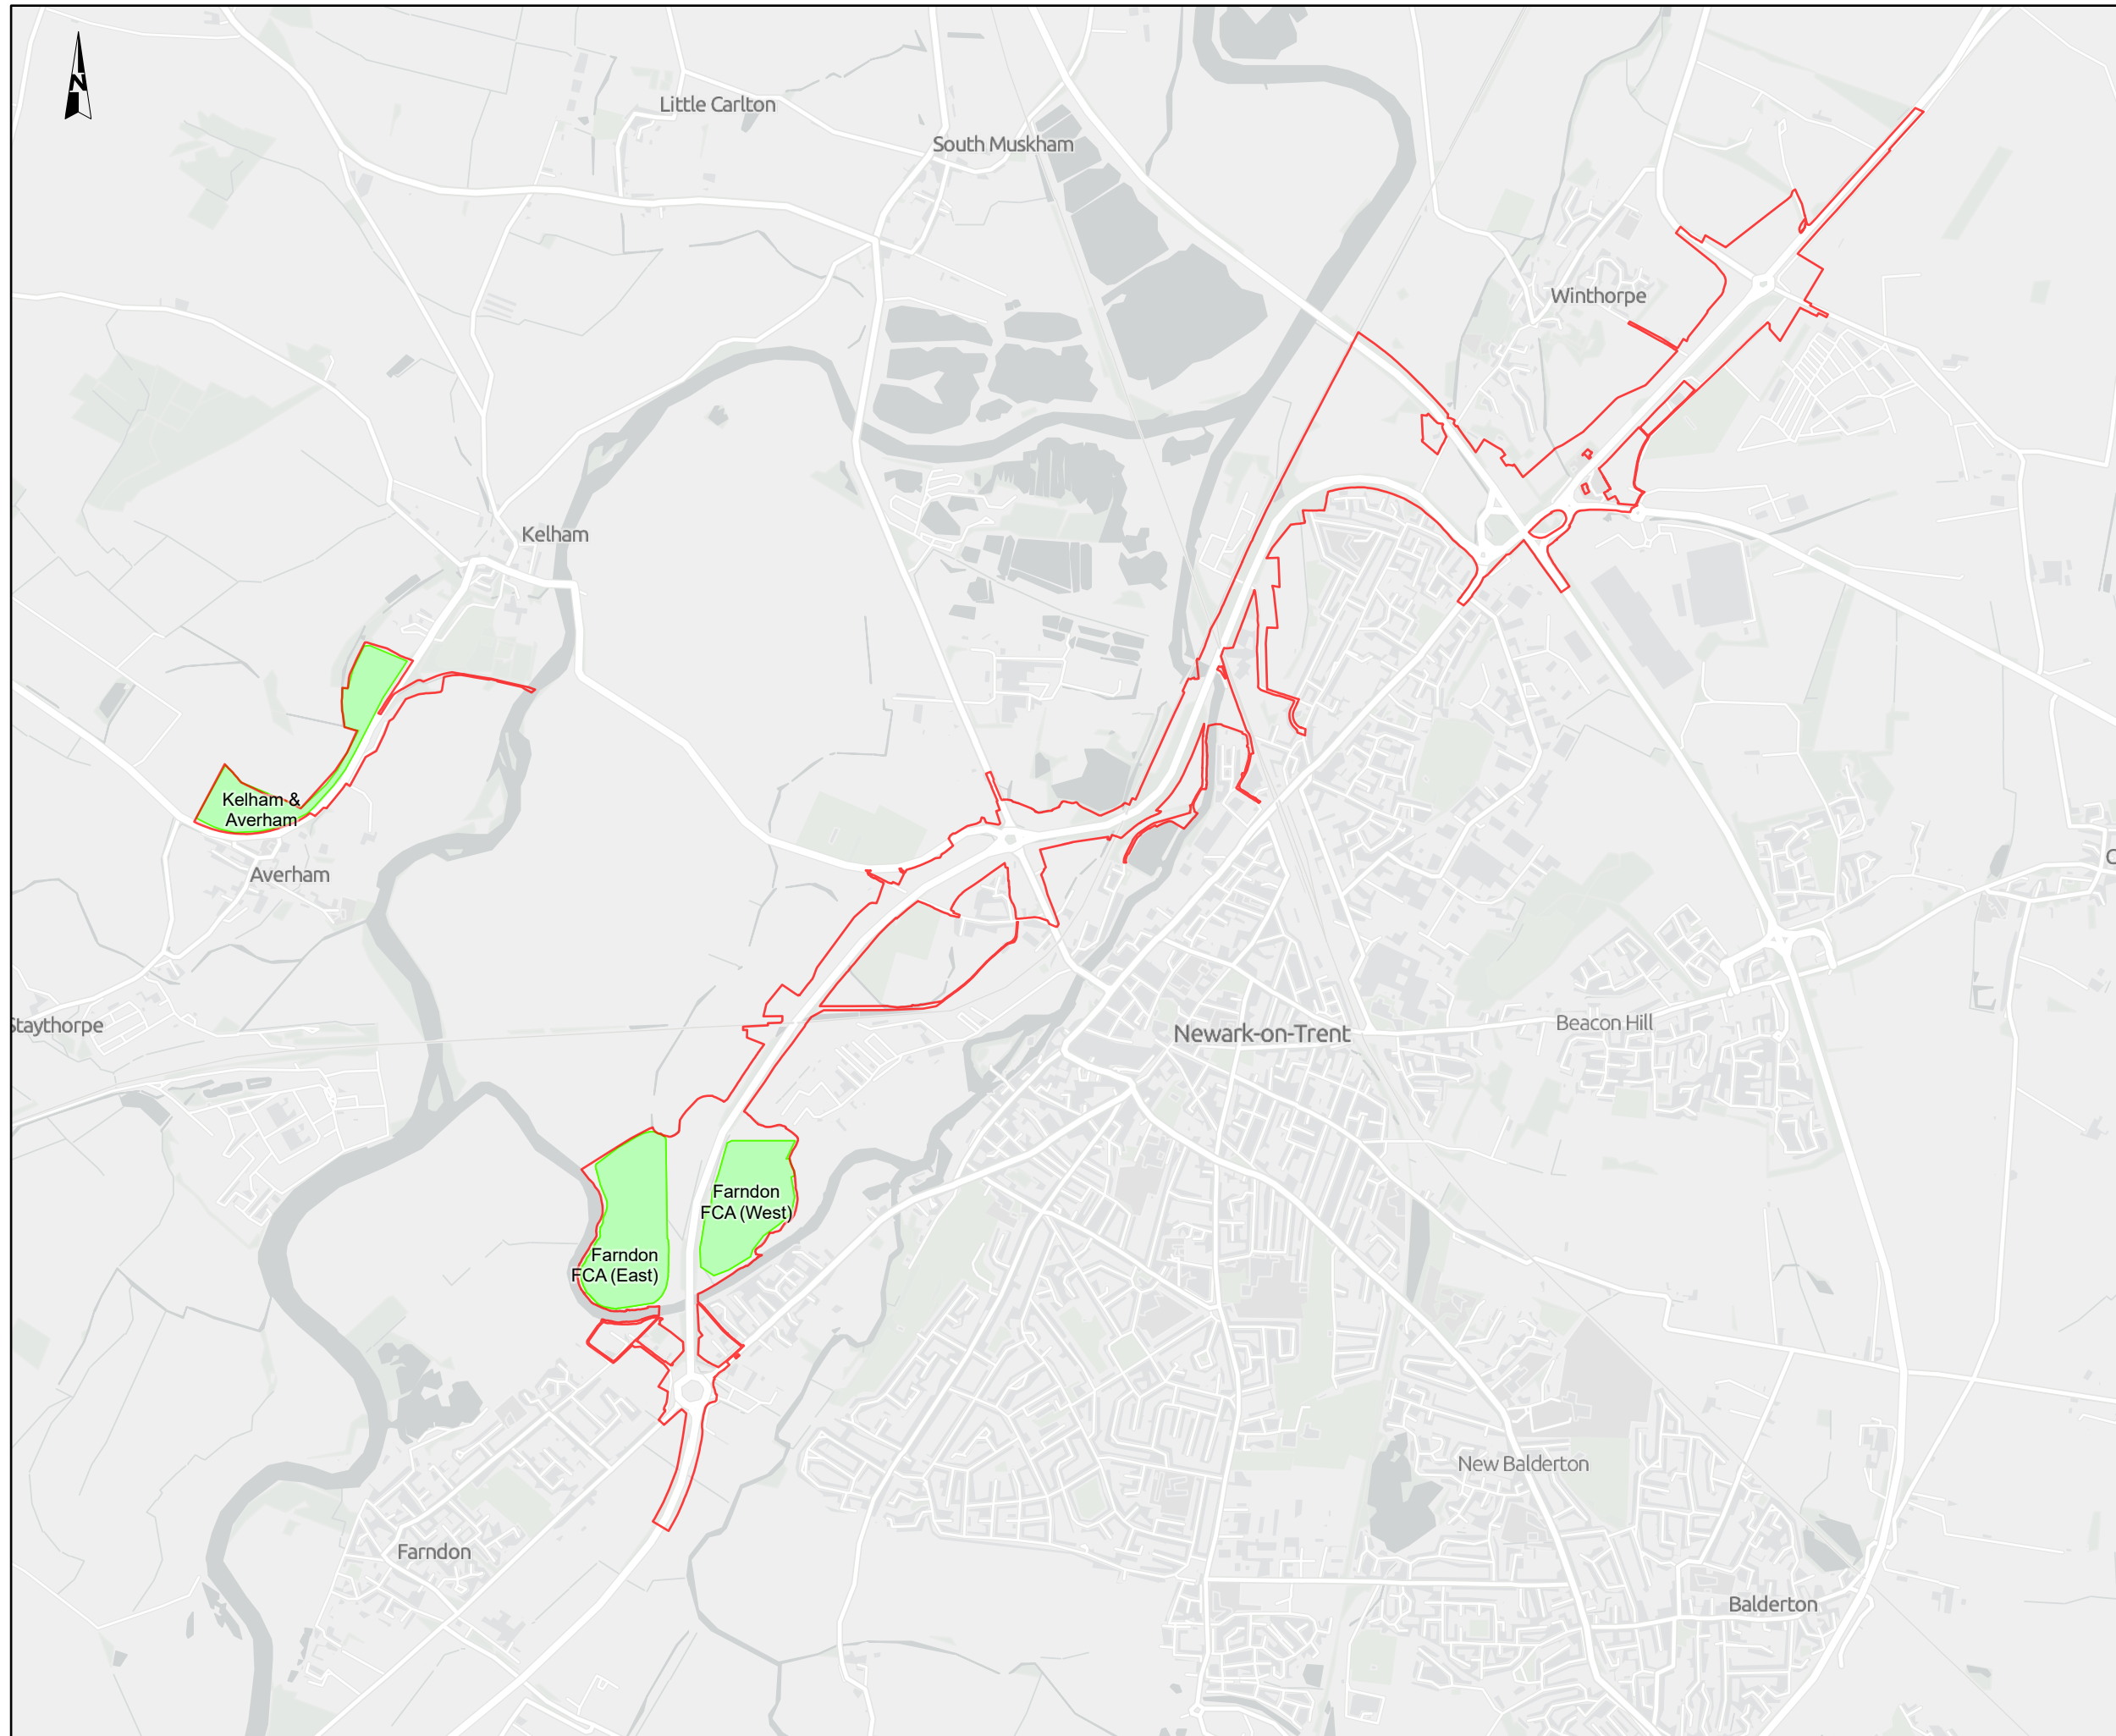 N
Little Carlton
South Muskham
Winthorpe
Kelham
Kelham &
Averham
Averham
Staythorpe
Newark-on-Trent
Beacon Hill
Farndon
FCA (West)
Farndon
FCA (East)
New Balderton
Farndon
Balderton